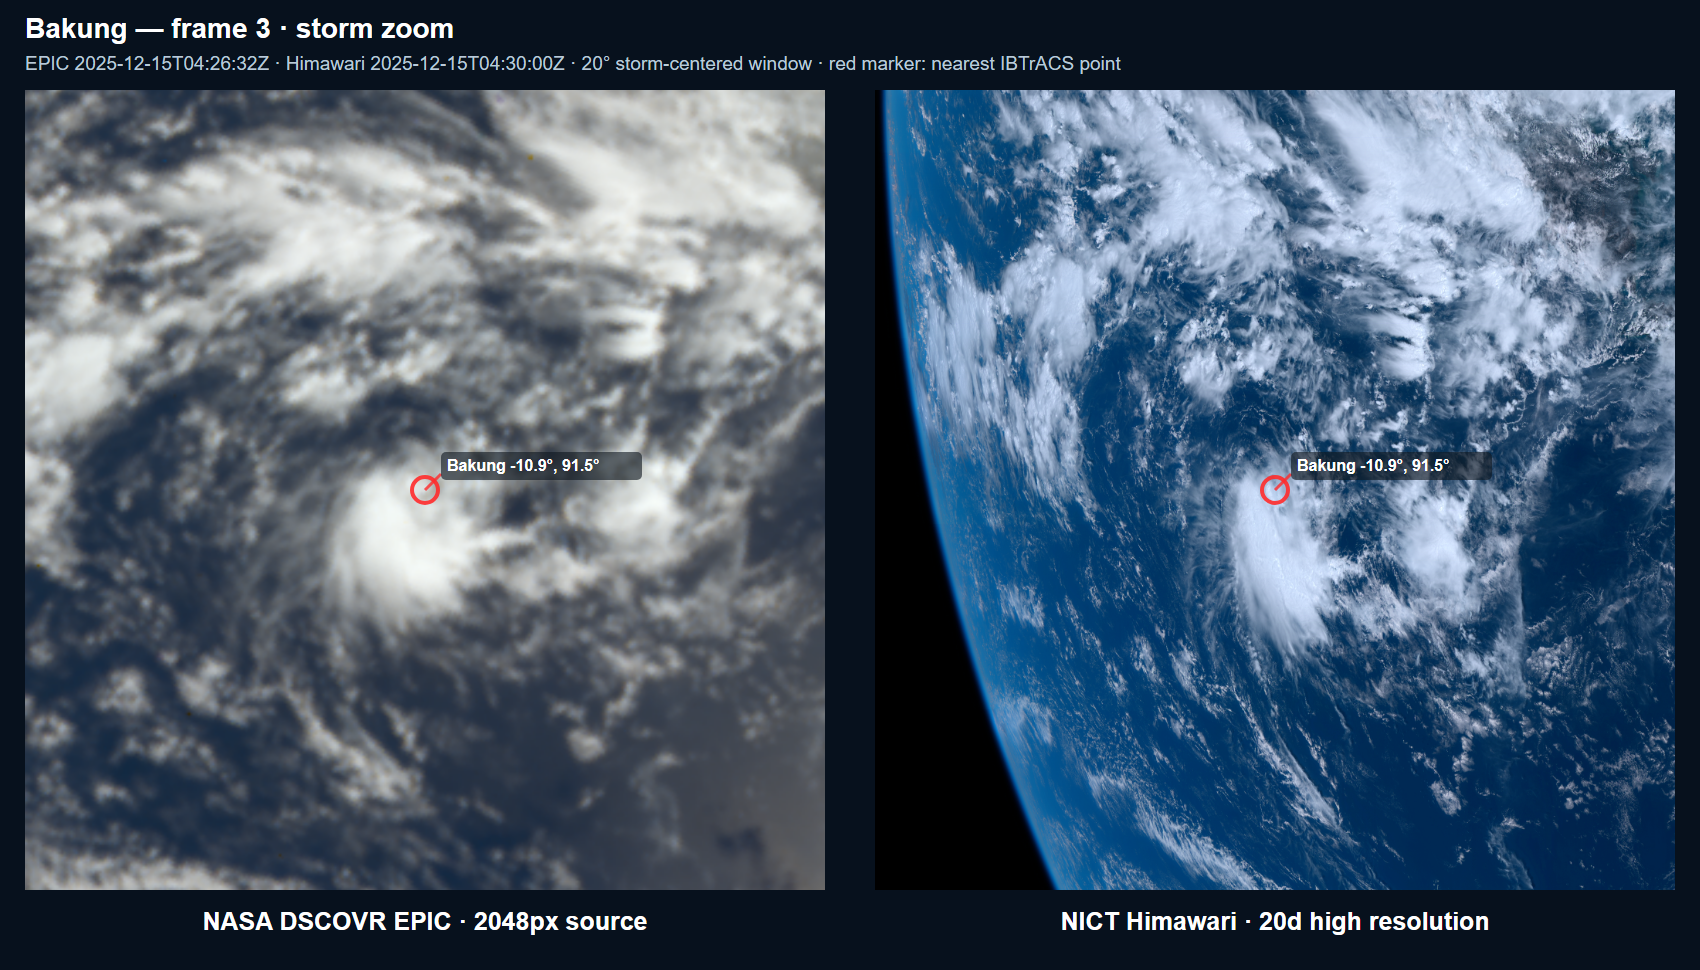 Bakung — frame 3 · storm zoom
EPIC 2025-12-15T04:26:32Z · Himawari 2025-12-15T04:30:00Z · 20° storm-centered window · red marker: nearest IBTrACS point
Bakung -10.9°, 91.5°
Bakung -10.9°, 91.5°
NASA DSCOVR EPIC · 2048px source
NICT Himawari · 20d high resolution